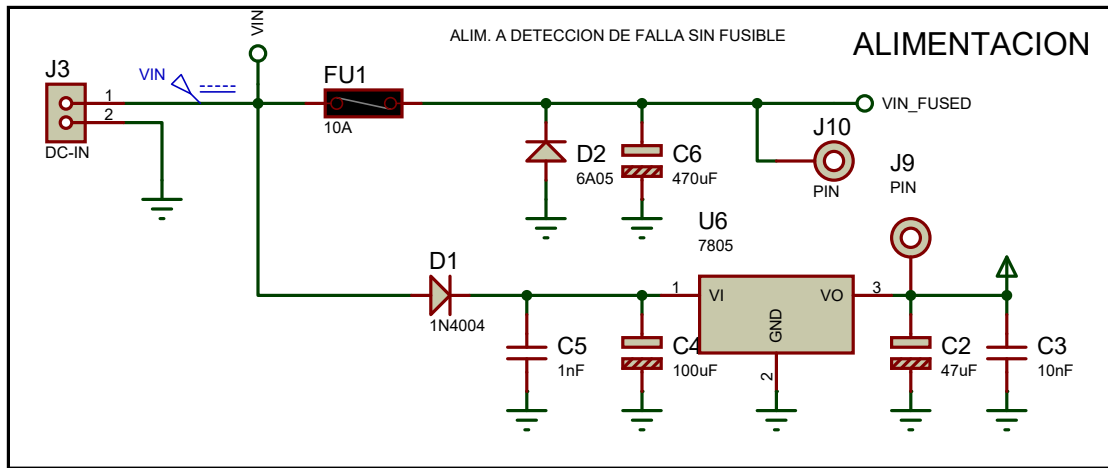 ALIMENTACION
ALIM. A DETECCION DE FALLA SIN FUSIBLE
VIN
J3
VIN
1
2
DC-IN
FU1
10A
VIN_FUSED
D2
6A05
C6
470uF
J10
PIN
J9
PIN
U6
7805
D1
1N4004
1
VI
VO
3
GND
2
C5
1nF
C4
100uF
C2
47uF
C3
10nF